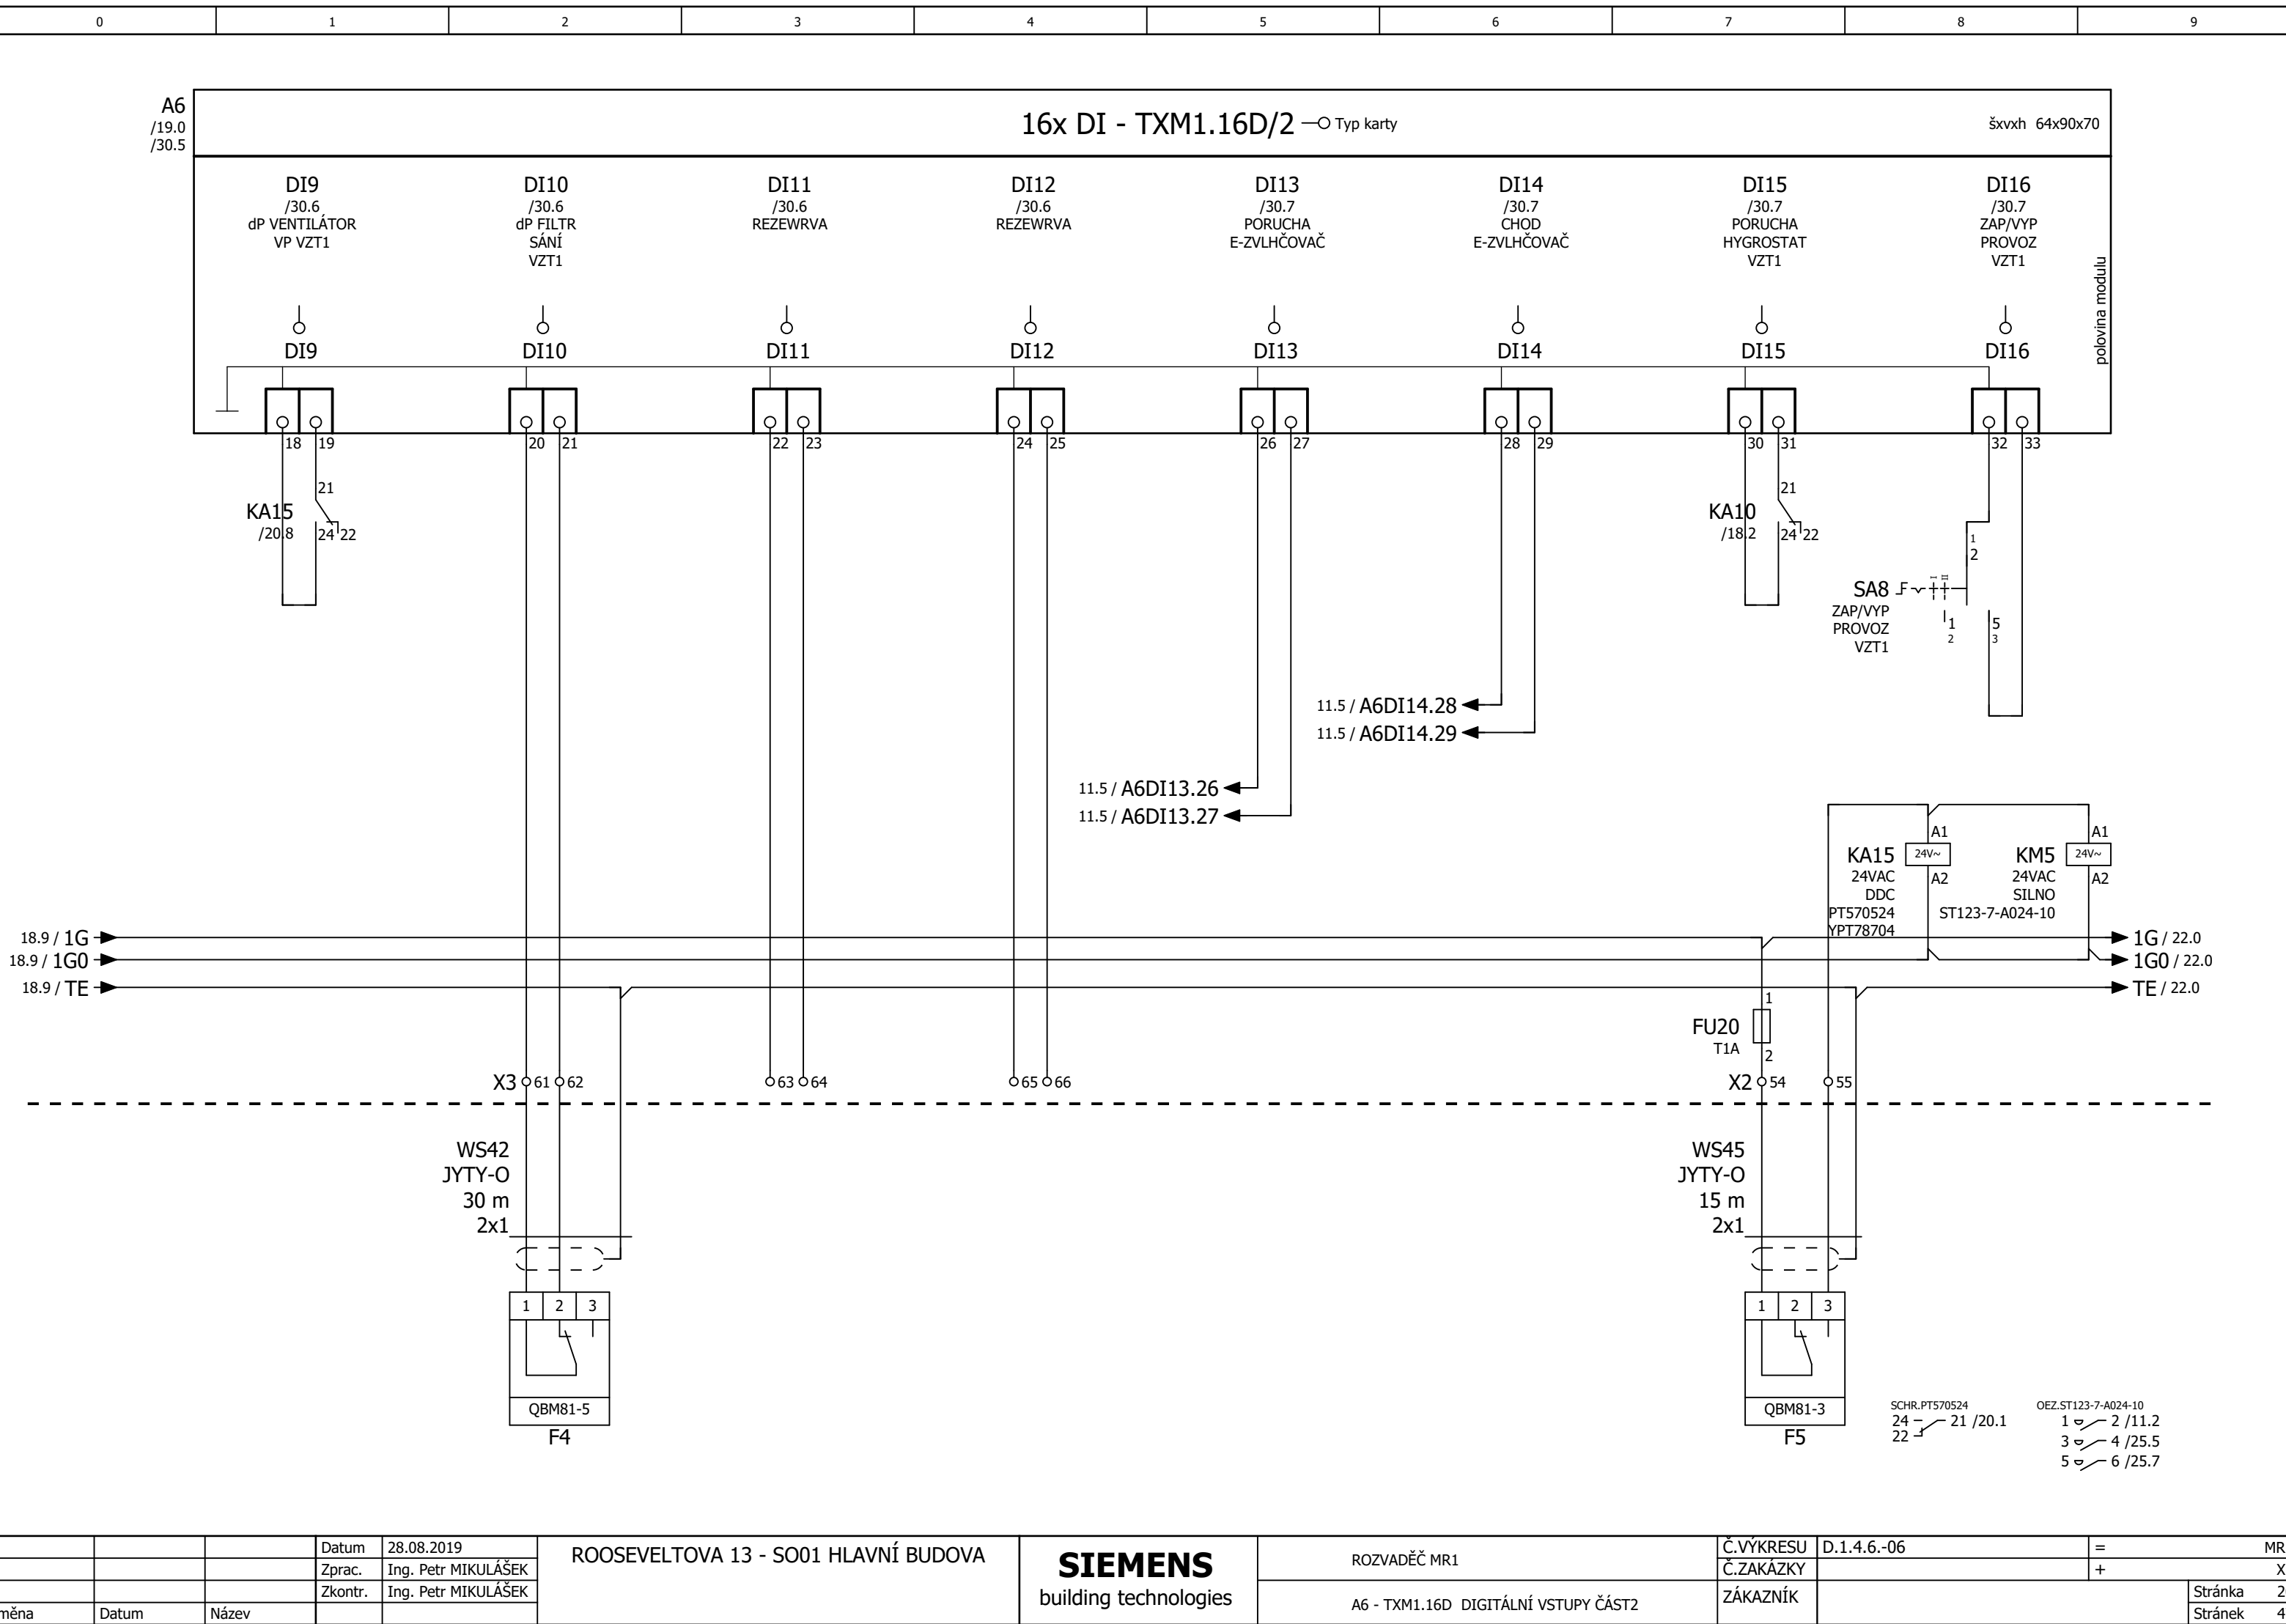 0 1 2 3 4 5 6 7 8 9
A6
/19.0
/30.5
16x DI - TXM1.16D/2 Typ karty
šxvxh 64x90x70
DI9
/30.6
dP VENTILÁTOR
VP VZT1
DI10
/30.6
dP FILTR
SÁNÍ
VZT1
DI11
/30.6
REZEWRVA
DI12
/30.6
REZEWRVA
DI13
/30.7
PORUCHA
E-ZVLHČOVAČ
DI14
/30.7
CHOD
E-ZVLHČOVAČ
DI15
/30.7
PORUCHA
HYGROSTAT
VZT1
DI16
/30.7
ZAP/VYP
PROVOZ
VZT1
polovina modulu
DI9 DI10 DI11 DI12 DI13 DI14 DI15 DI16
18 19 20 21 22 23 24 25 26 27 28 29 30 31 32 33
KA15
/20.8
21
24 22
KA10
/18.2
21
24 22
SA8
ZAP/VYP
PROVOZ
VZT1
I II
1
2
1
2
5
3
11.5 / A6DI14.28
11.5 / A6DI14.29
11.5 / A6DI13.26
11.5 / A6DI13.27
KA15
24VAC
DDC
PT570524
YPT78704
A1
24V~
A2
KM5
24VAC
SILNO
ST123-7-A024-10
A1
24V~
A2
18.9 / 1G
18.9 / 1G0
18.9 / TE
1G / 22.0
1G0 / 22.0
TE / 22.0
FU20
T1A
1
2
X3 61 62 63 64 65 66
X2 54 55
WS42
JYTY-O
30 m
2x1
1 2 3
QBM81-5
F4
WS45
JYTY-O
15 m
2x1
1 2 3
QBM81-3
F5
SCHR.PT570524
24 21 /20.1
22
OEZ.ST123-7-A024-10
1 2 /11.2
3 4 /25.5
5 6 /25.7
měna Datum Název
Datum 28.08.2019
Zprac. Ing. Petr MIKULÁŠEK
Zkontr. Ing. Petr MIKULÁŠEK
ROOSEVELTOVA 13 - SO01 HLAVNÍ BUDOVA
SIEMENS
building technologies
ROZVADĚČ MR1
A6 - TXM1.16D DIGITÁLNÍ VSTUPY ČÁST2
Č.VÝKRESU D.1.4.6.-06
Č.ZAKÁZKY
ZÁKAZNÍK
= MR
+ X
Stránka 2
Stránek 4